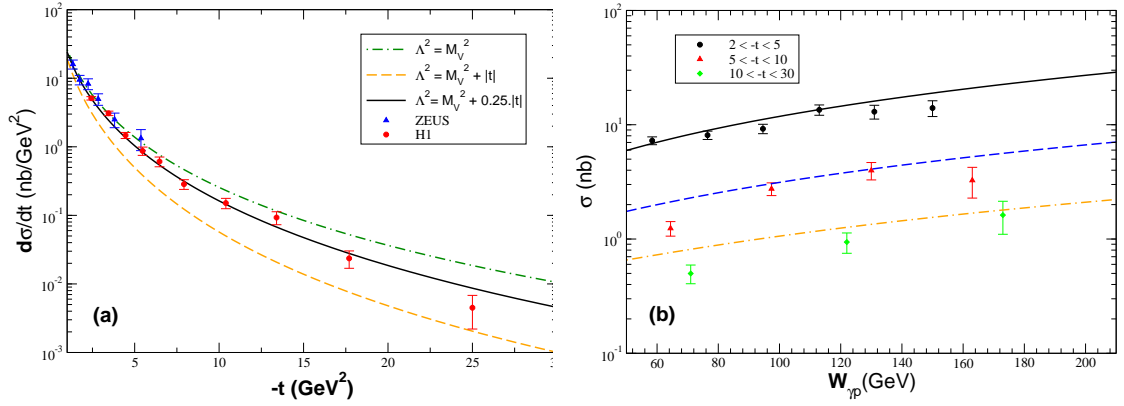 (a)
Λ² = M_V²
Λ² = M_V² + |t|
Λ² = M_V² + 0.25.|t|
ZEUS
H1
dσ/dt (nb/GeV²)
10²
10¹
10⁰
10⁻¹
10⁻²
10⁻³
5 10 15 20 25
-t (GeV²)
2 < -t < 5
5 < -t < 10
10 < -t < 30
σ (nb)
10²
10¹
10⁰
10⁻¹
(b)
60 80 100 120 140 160 180 200
W_γp(GeV)